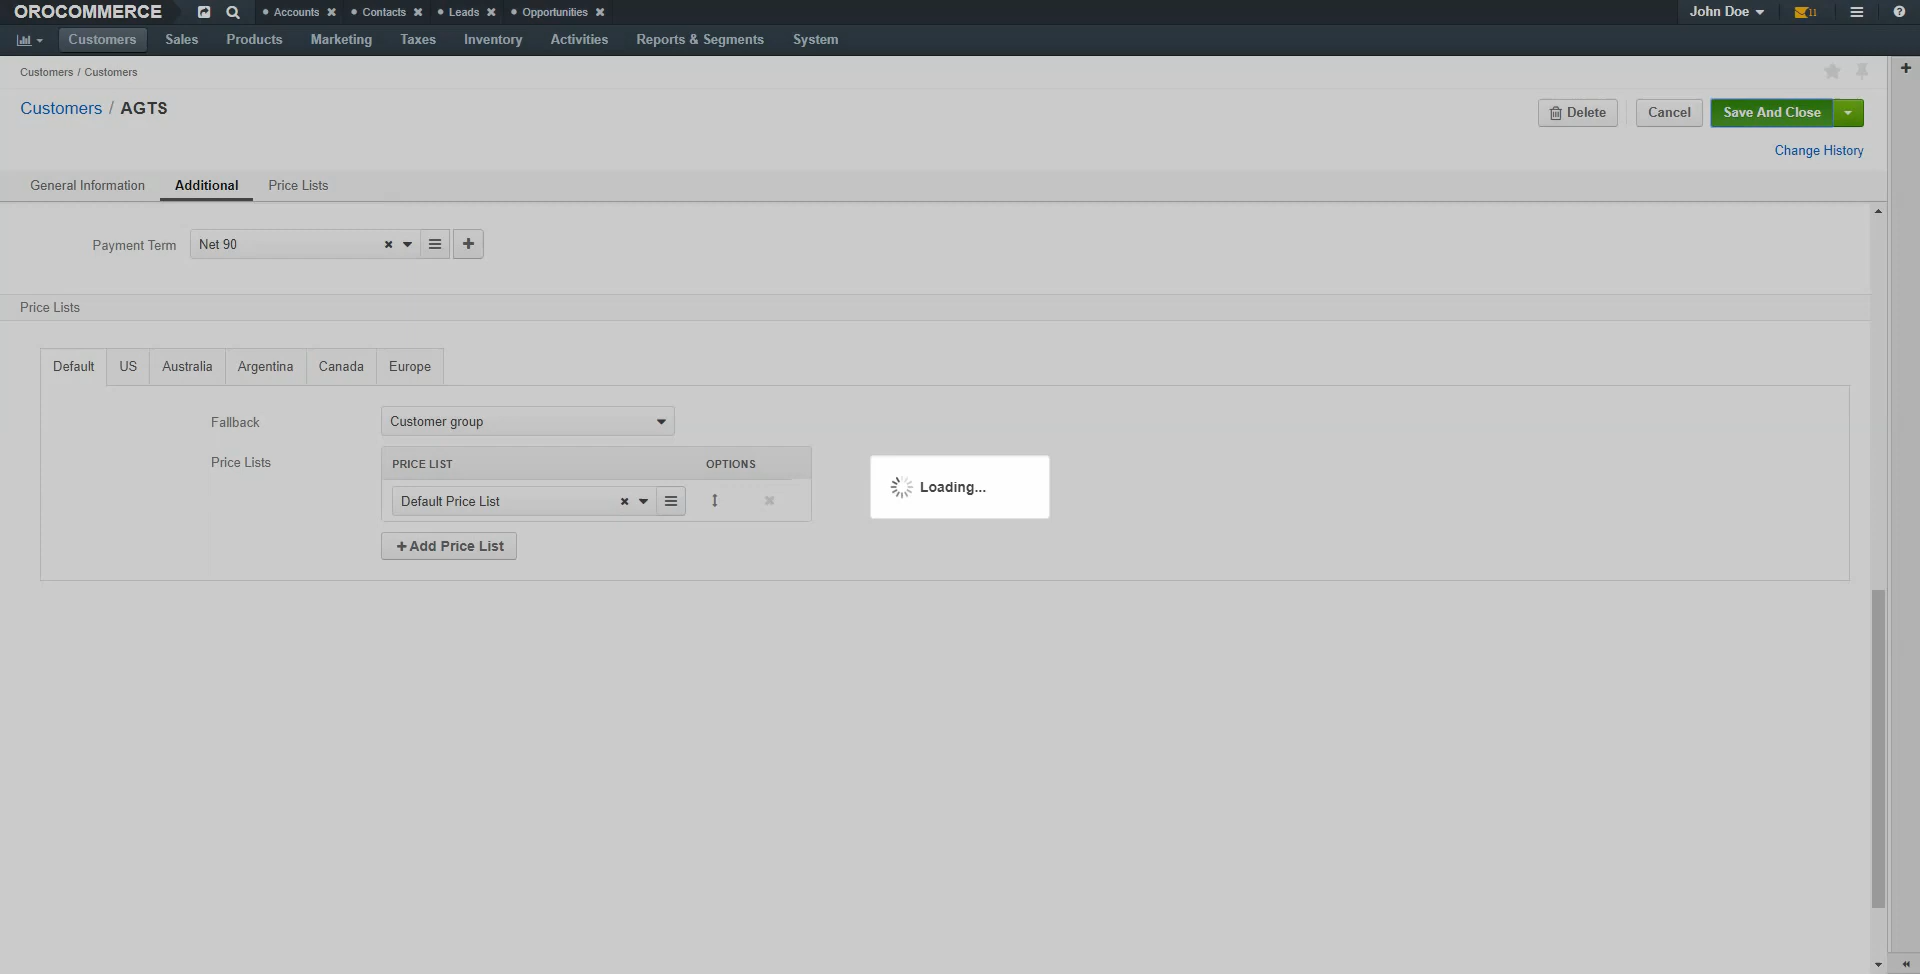 OROCOMMERCE Accounts Contacts Leads Opportunities John Doe 11
Customers Sales Products Marketing Taxes Inventory Activities Reports & Segments System
Customers / Customers
Customers / AGTS
Delete Cancel Save And Close
Change History
General Information Additional Price Lists
Payment Term Net 90
Price Lists
Default US Australia Argentina Canada Europe
Fallback Customer group
Price Lists PRICE LIST OPTIONS
Loading...
Default Price List
Add Price List